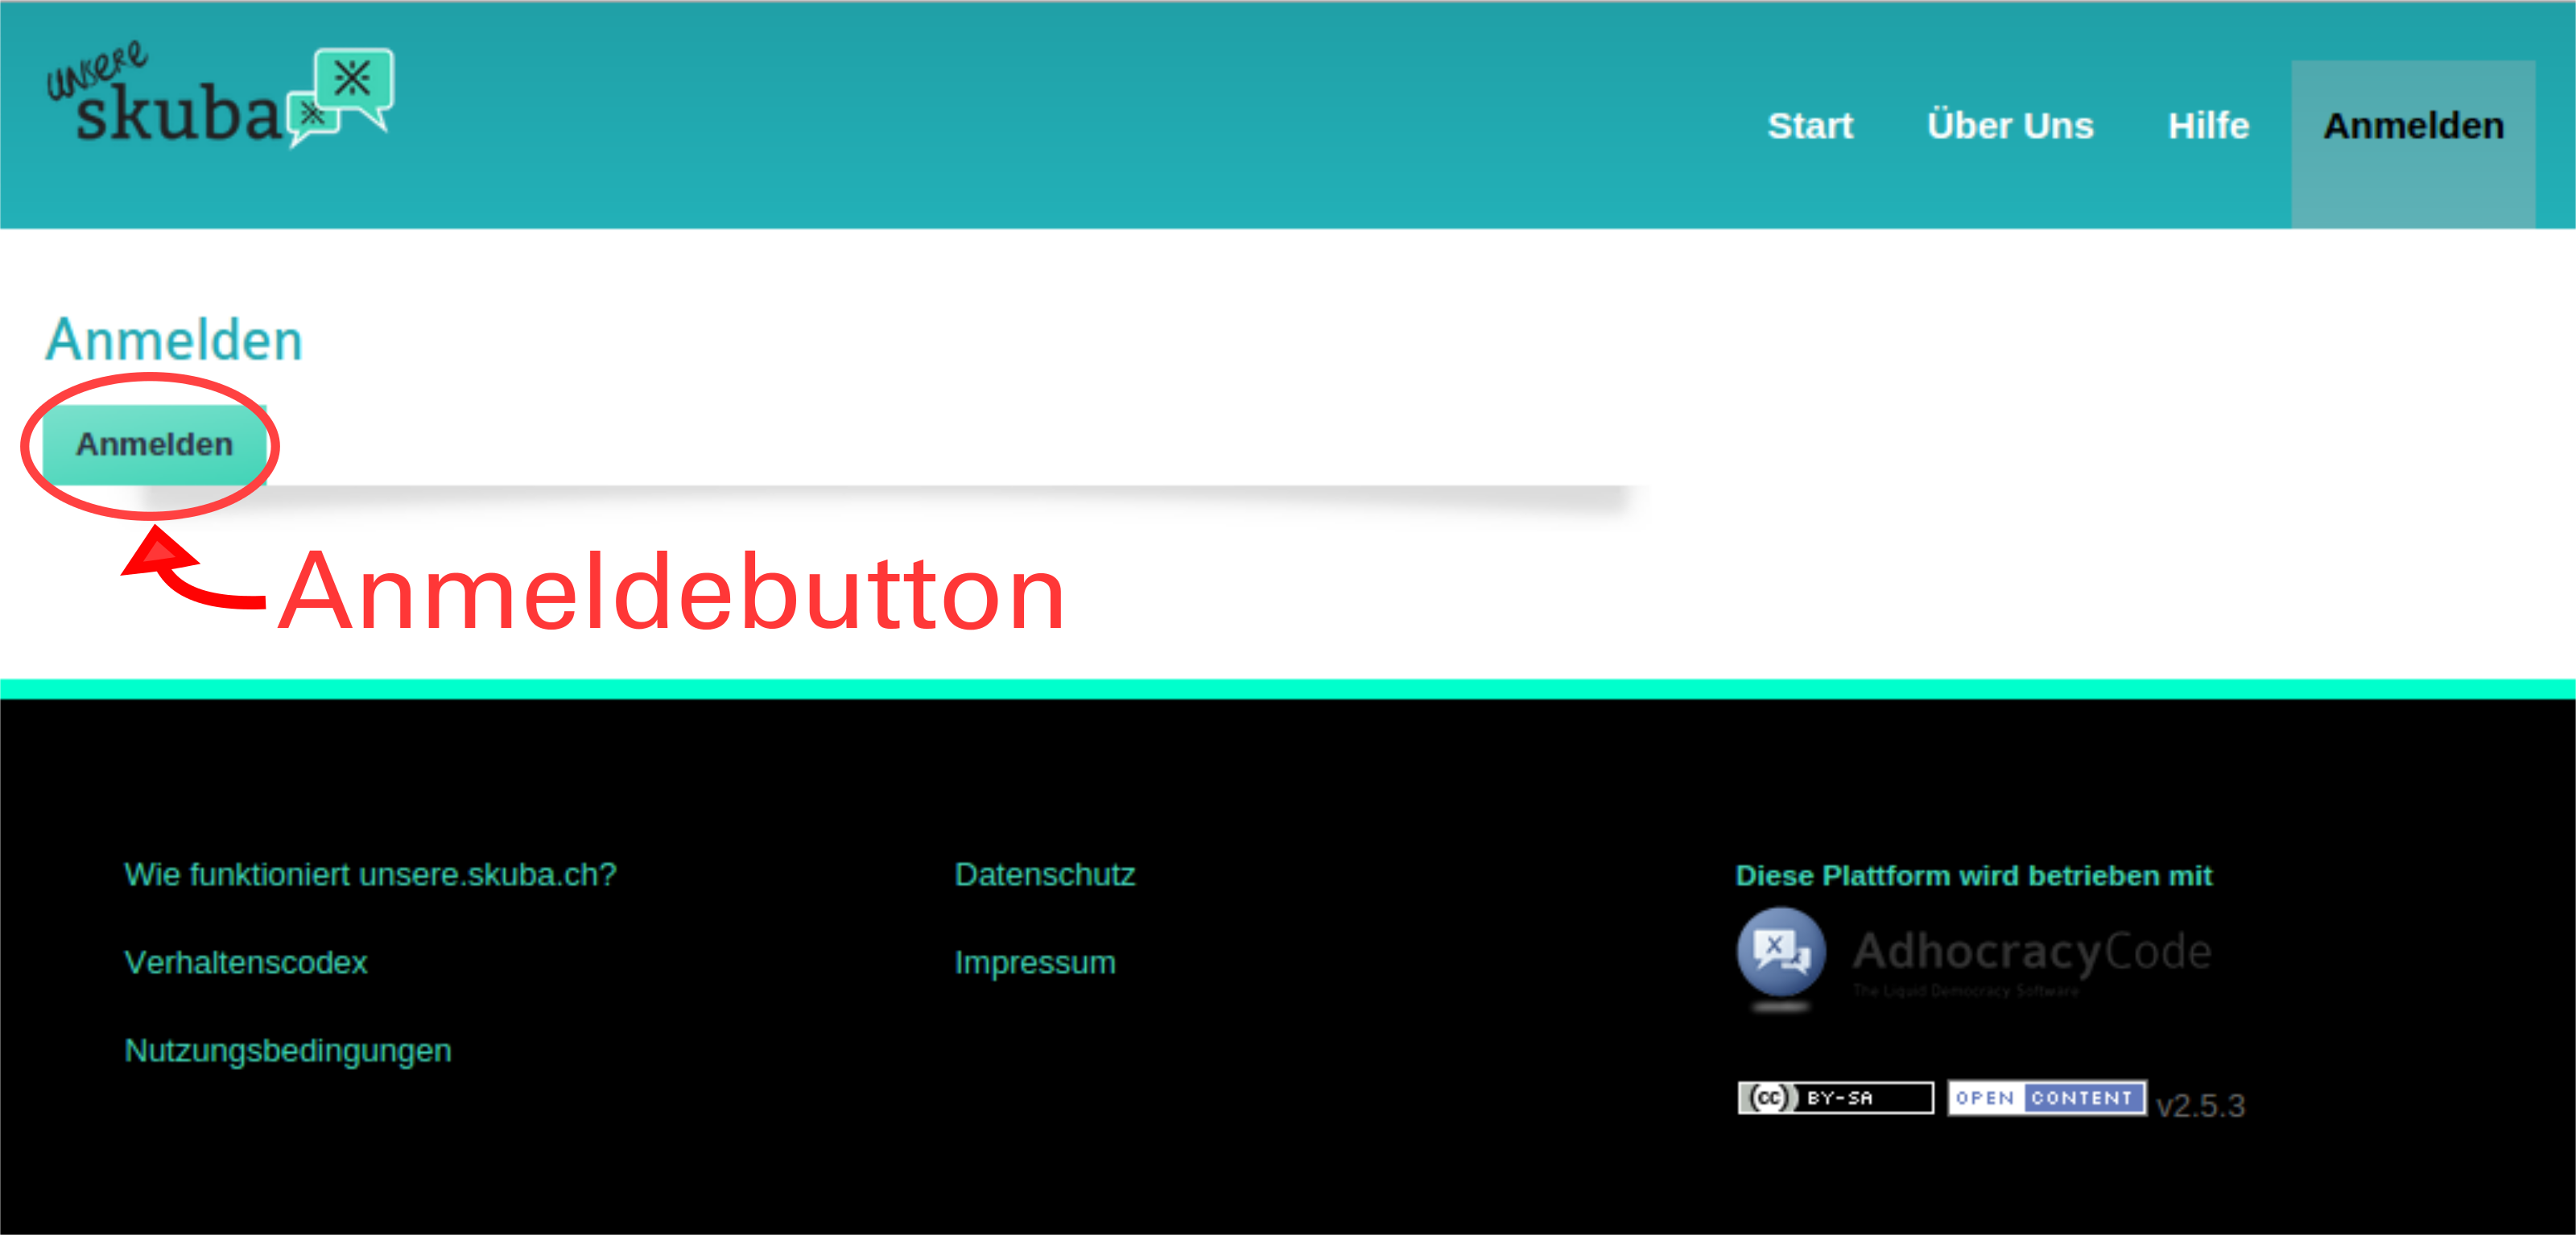 unsere
skuba
Start Über Uns Hilfe Anmelden
Anmelden
Anmelden
Anmeldebutton
Wie funktioniert unsere.skuba.ch?
Verhaltenscodex
Nutzungsbedingungen
Datenschutz
Impressum
Diese Plattform wird betrieben mit
X
AdhocracyCode
The Liquid Democracy Software
(cc) BY-SA OPEN CONTENT v2.5.3